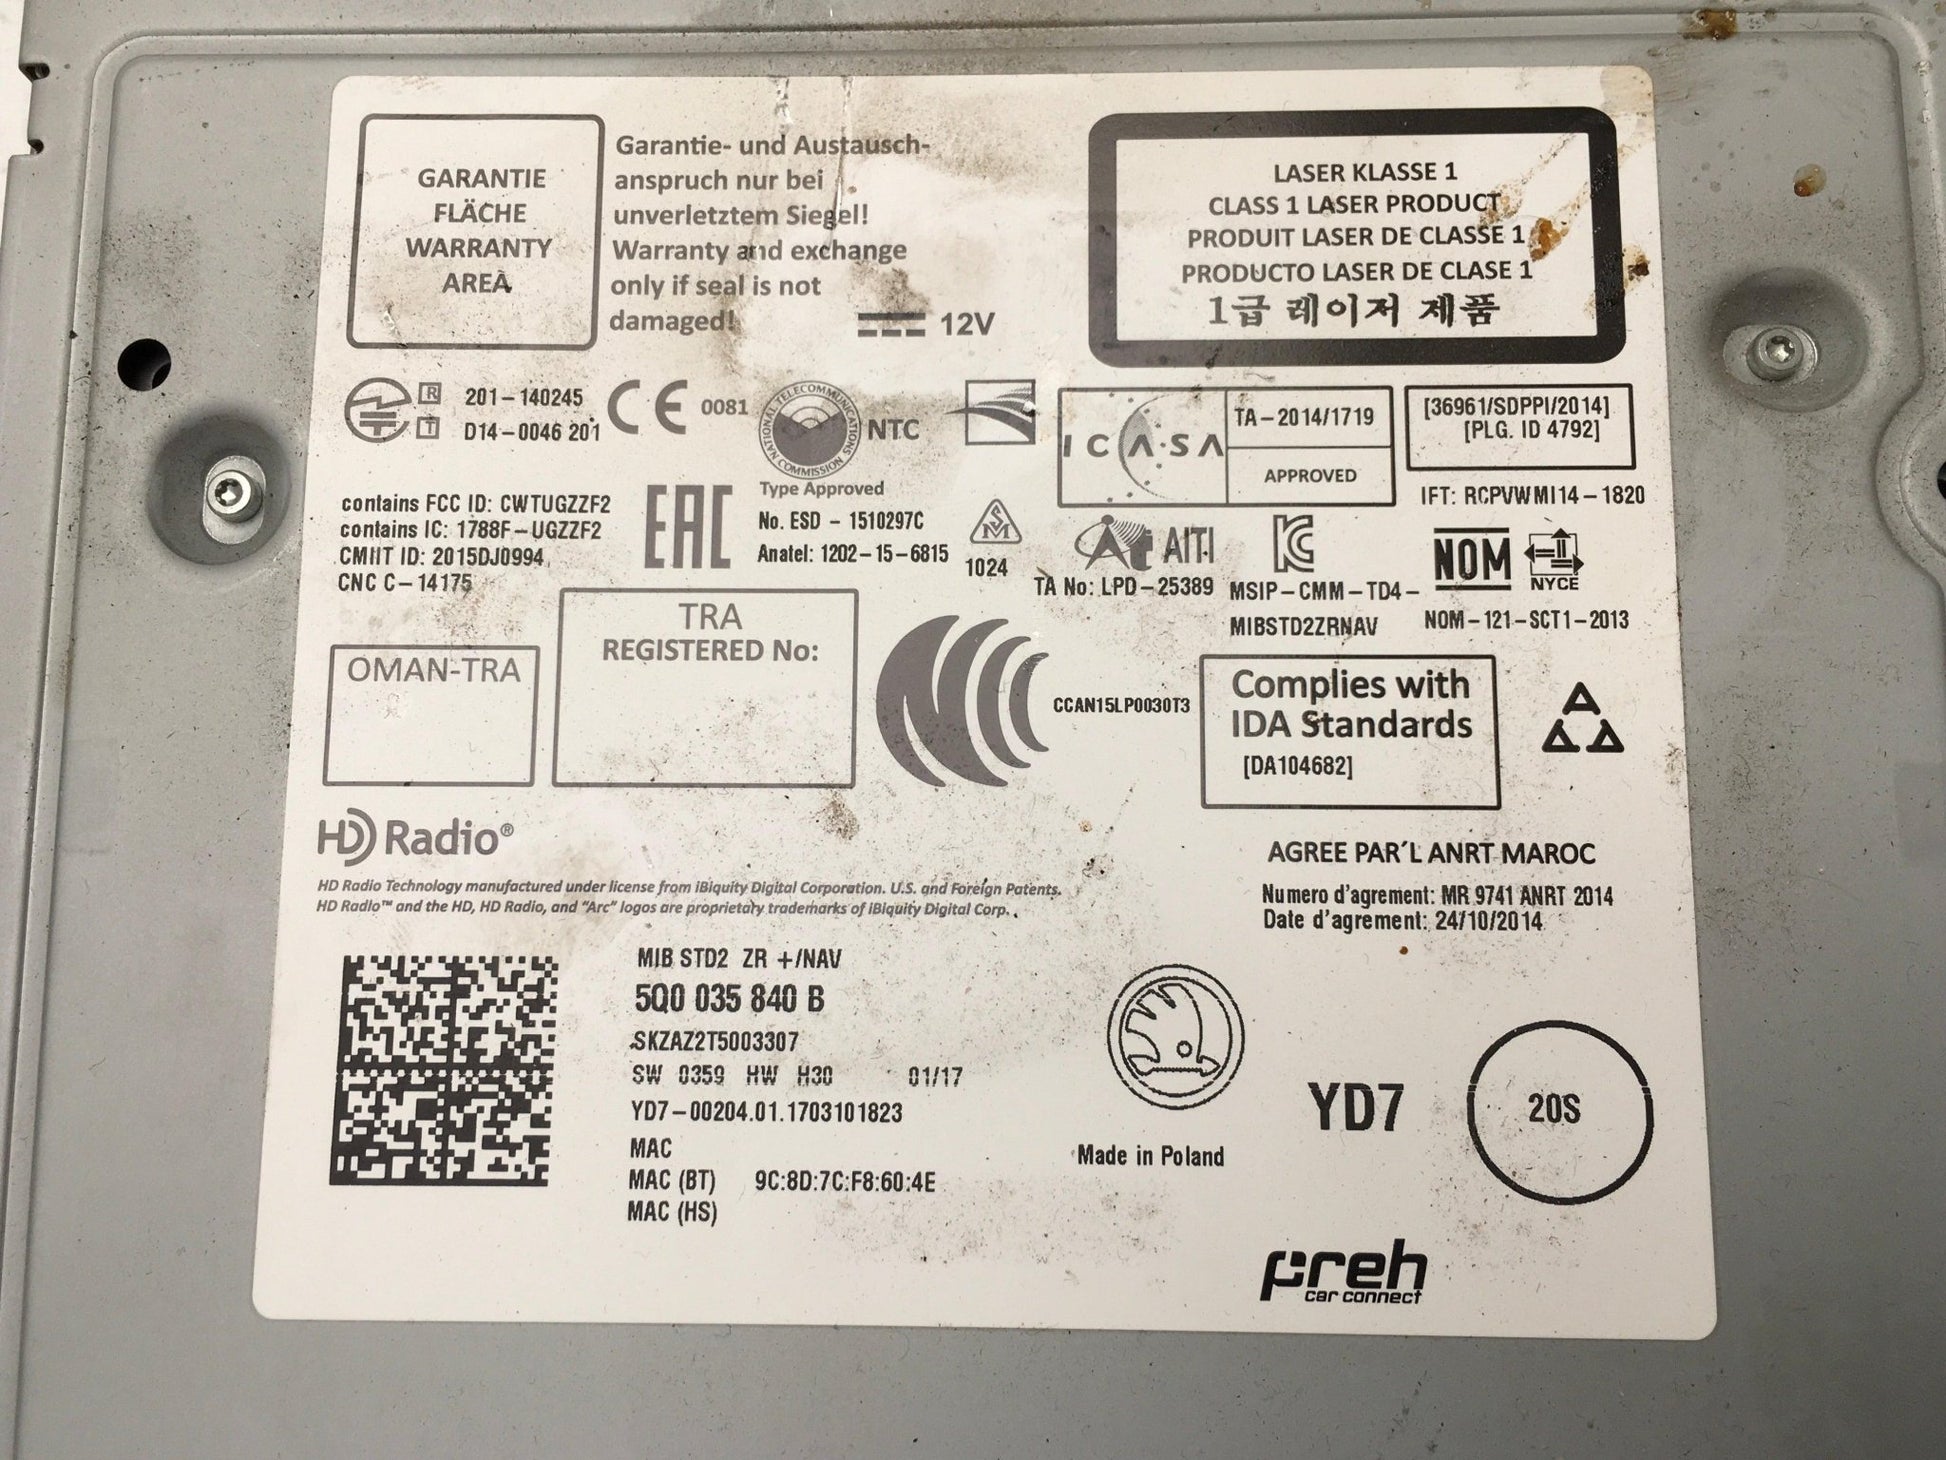 GARANTIE
FLÄCHE
WARRANTY
AREA
Garantie- und Austausch-
anspruch nur bei
unverletztem Siegel!
Warranty and exchange
only if seal is not
damaged!
12V
LASER KLASSE 1
CLASS 1 LASER PRODUCT
PRODUIT LASER DE CLASSE 1
PRODUCTO LASER DE CLASE 1
1급 레이저 제품
R 201-140245
T D14-0046 201
CE 0081
NATIONAL TELECOMMUNICATIONS COMMISSION
NTC
Type Approved
No. ESD - 1510297C
Anatel: 1202-15-6815
ICASA
TA-2014/1719
APPROVED
[36961/SDPPI/2014]
[PLG. ID 4792]
IFT: RCPVWMI14-1820
contains FCC ID: CWTUGZZF2
contains IC: 1788F-UGZZF2
CMIIT ID: 2015DJ0994
CNC C-14175
EAC
1024
AITI
TA No: LPD-25389
MSIP-CMM-TD4-
MIBSTD2ZRNAV
NOM
NYCE
NOM-121-SCT1-2013
OMAN-TRA
TRA
REGISTERED No:
CCAN15LP0030T3
Complies with
IDA Standards
[DA104682]
HD Radio®
HD Radio Technology manufactured under license from iBiquity Digital Corporation. U.S. and Foreign Patents.
HD Radio™ and the HD, HD Radio, and "Arc" logos are proprietary trademarks of iBiquity Digital Corp.
AGREE PAR´L ANRT MAROC
Numero d'agrement: MR 9741 ANRT 2014
Date d'agrement: 24/10/2014
MIB STD2 ZR +/NAV
5Q0 035 840 B
SKZAZ2T5003307
SW 0359 HW H30 01/17
YD7-00204.01.1703101823
MAC
MAC (BT) 9C:8D:7C:F8:60:4E
MAC (HS)
Made in Poland
YD7
20S
preh
car connect